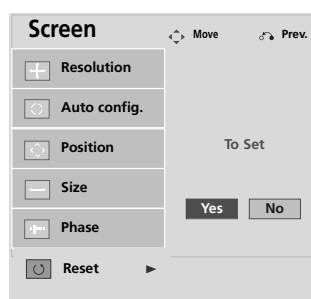 Screen
Move
Prev.
Resolution
Auto config.
Position
To Set
Size
Yes
No
Phase
Reset